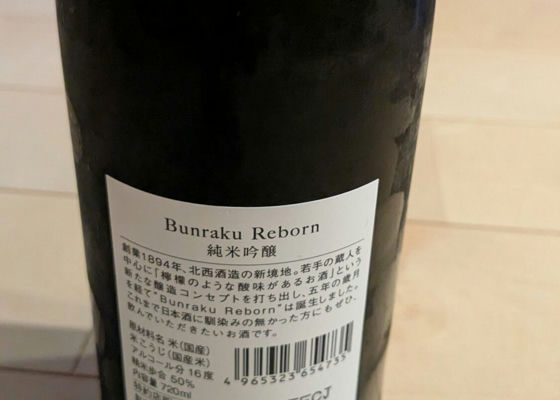 Bunraku Reborn
純米吟醸
創業1894年、北西酒造の新境地。若手の蔵人を
中心に「檸檬のような酸味があるお酒」という
新たな醸造コンセプトを打ち出し、五年の歳月
を経て"Bunraku Reborn"は誕生しました。
これまで日本酒に馴染みの無かった方にもぜひ、
飲んでいただきたいお酒です。
原材料名 米(国産)
米こうじ(国産米)
アルコール分 16度
精米歩合 50%
内容量 720ml
4 965323 654735